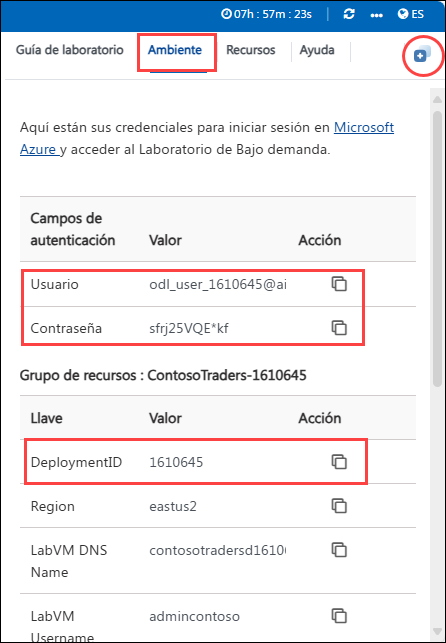 07h : 57m : 23s ES
Guía de laboratorio Ambiente Recursos Ayuda
Aquí están sus credenciales para iniciar sesión en Microsoft
Azure y acceder al Laboratorio de Bajo demanda.
Campos de
autenticación Valor Acción
Usuario odl_user_1610645@ai
Contraseña sfrj25VQE*kf
Grupo de recursos : ContosoTraders-1610645
Llave Valor Acción
DeploymentID 1610645
Region eastus2
LabVM DNS
Name contosotradersd1610
LabVM
Username admincontoso